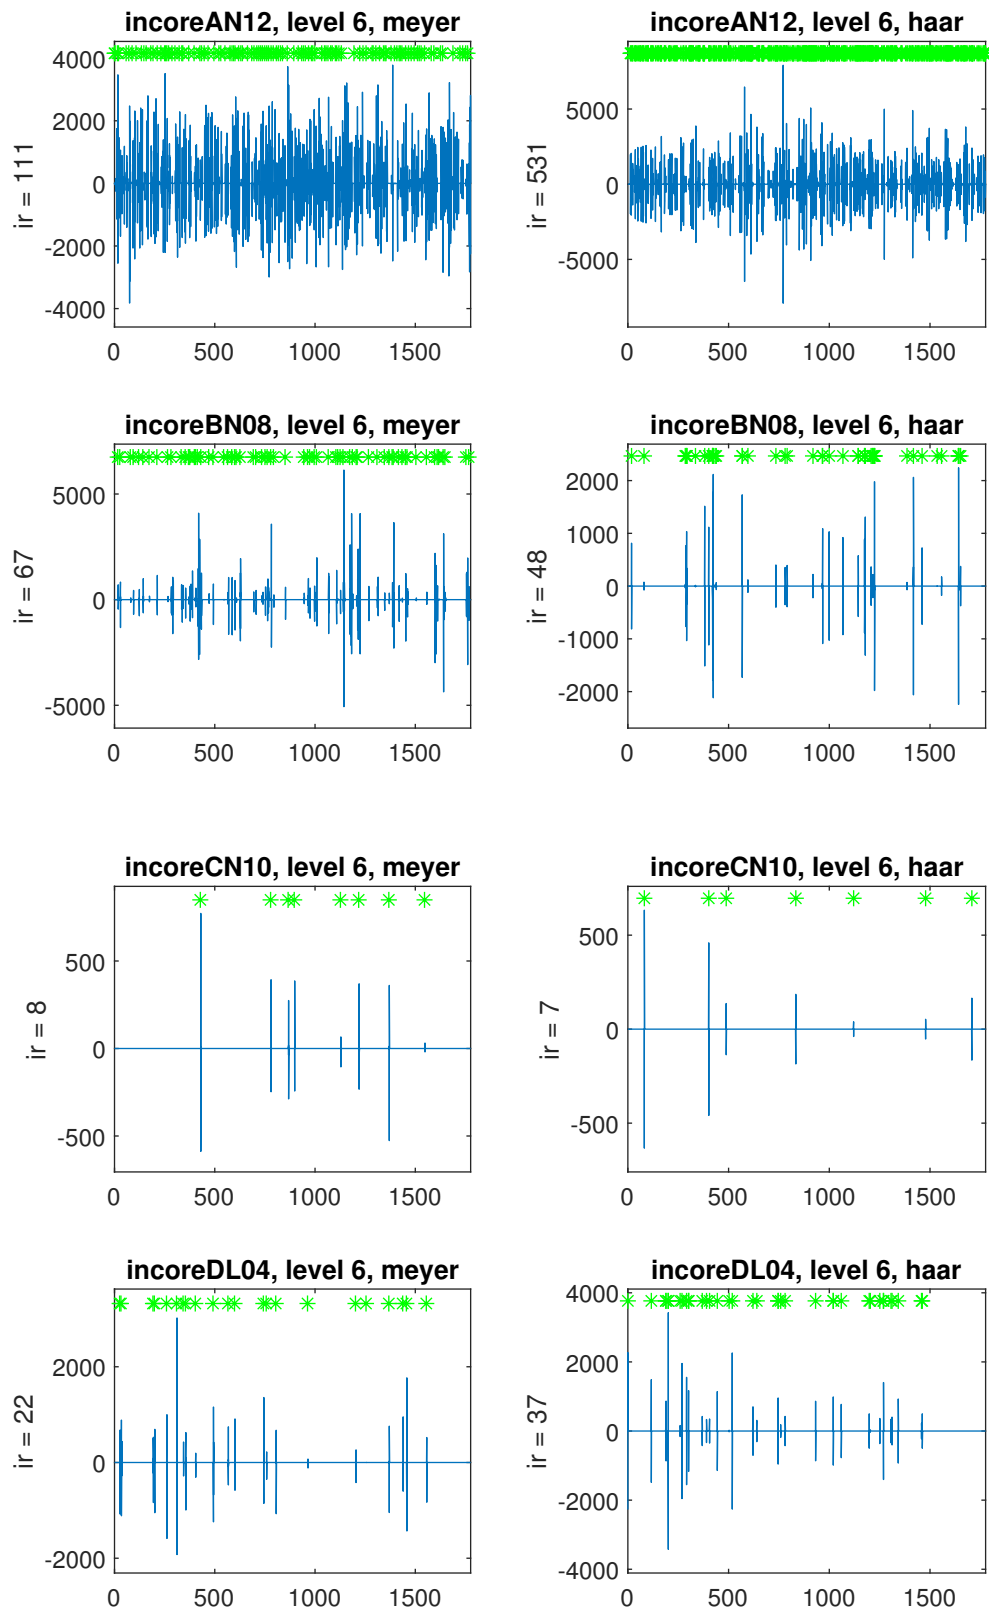 incoreAN12, level 6, meyer
4000
2000
0
-2000
-4000
ir = 111
0 500 1000 1500
incoreAN12, level 6, haar
5000
0
-5000
ir = 531
0 500 1000 1500
incoreBN08, level 6, meyer
5000
0
-5000
ir = 67
0 500 1000 1500
incoreBN08, level 6, haar
2000
1000
0
-1000
-2000
ir = 48
0 500 1000 1500
incoreCN10, level 6, meyer
500
0
-500
ir = 8
0 500 1000 1500
incoreCN10, level 6, haar
500
0
-500
ir = 7
0 500 1000 1500
incoreDL04, level 6, meyer
2000
0
-2000
ir = 22
0 500 1000 1500
incoreDL04, level 6, haar
4000
2000
0
-2000
-4000
ir = 37
0 500 1000 1500